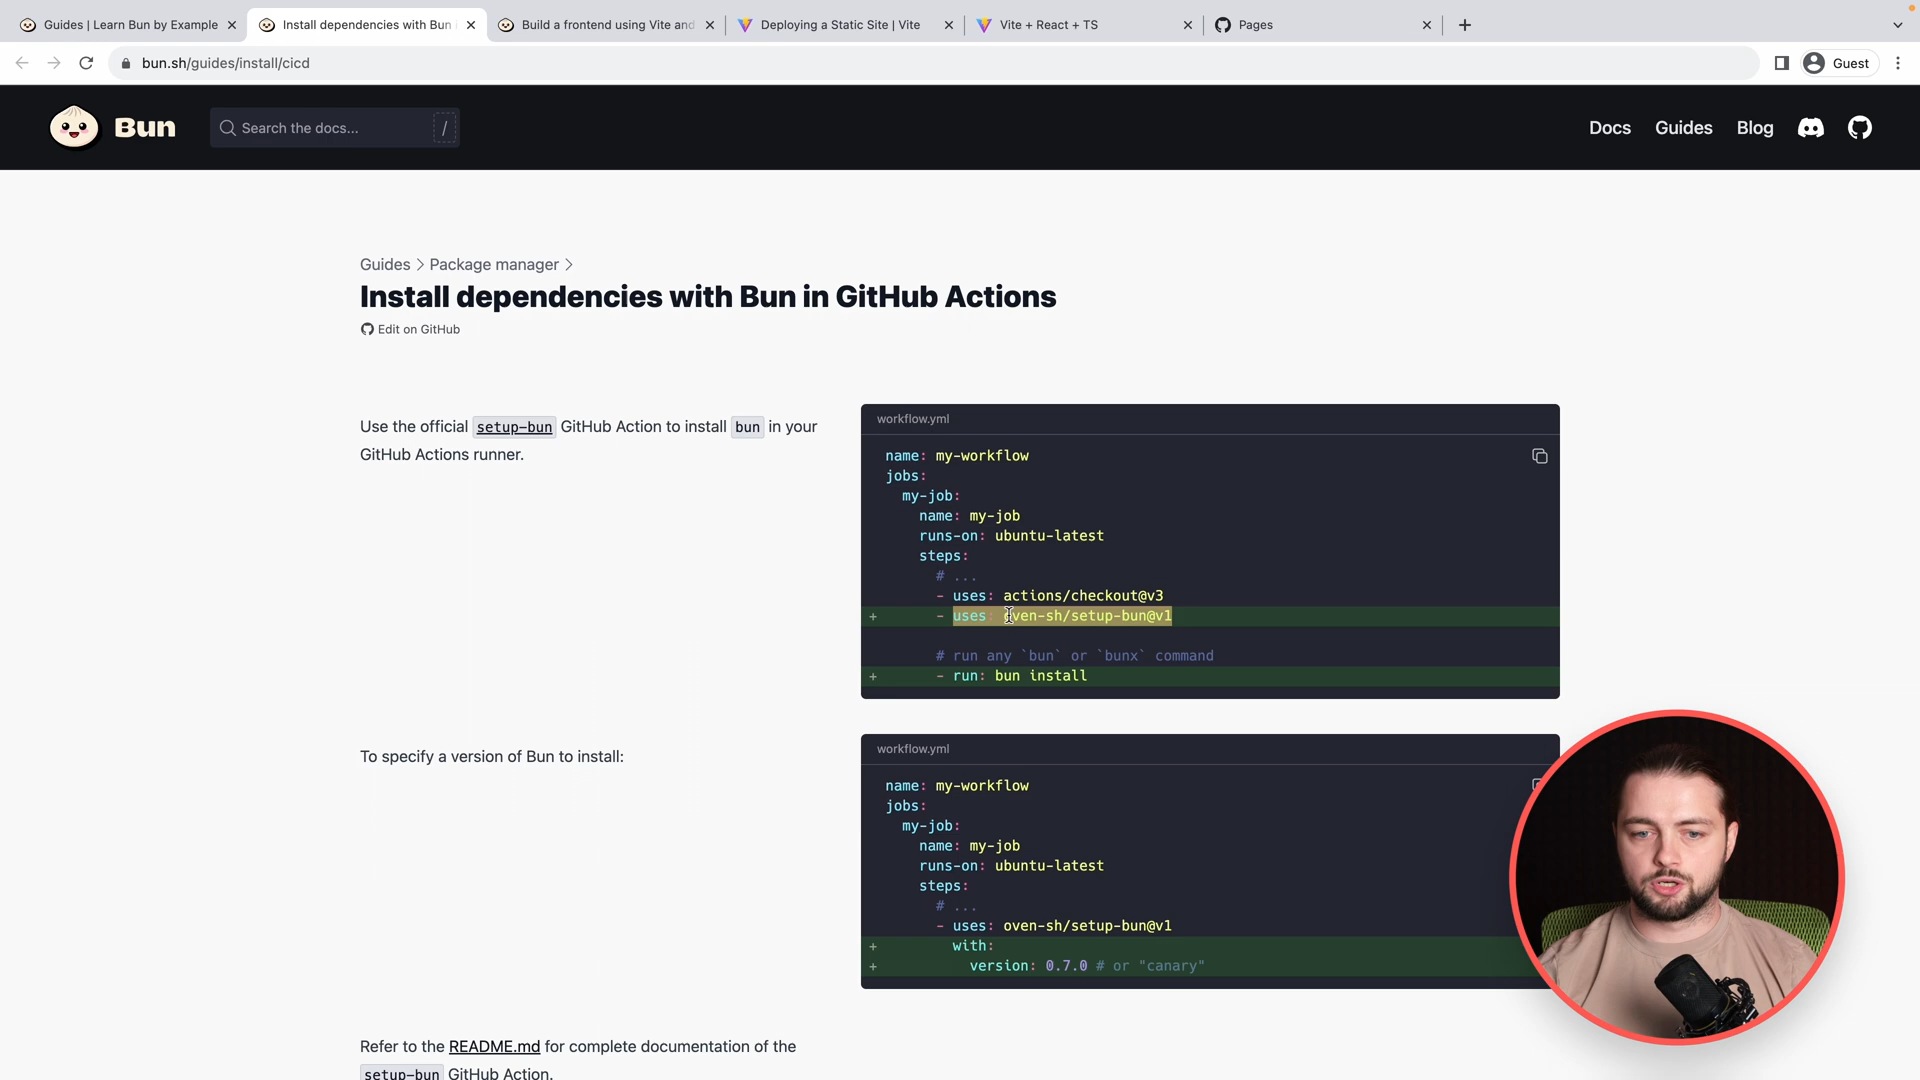 Guides | Learn Bun by Example
Install dependencies with Bun
Build a frontend using Vite and
Deploying a Static Site | Vite
Vite + React + TS
Pages
bun.sh/guides/install/cicd
Guest
Bun
Search the docs...
/
Docs
Guides
Blog
Guides > Package manager >
Install dependencies with Bun in GitHub Actions
Edit on GitHub
Use the official setup-bun GitHub Action to install bun in your
GitHub Actions runner.
workflow.yml
name: my-workflow
jobs:
my-job:
name: my-job
runs-on: ubuntu-latest
steps:
# ...
- uses: actions/checkout@v3
+ - uses: oven-sh/setup-bun@v1
# run any `bun` or `bunx` command
+ - run: bun install
To specify a version of Bun to install:
workflow.yml
name: my-workflow
jobs:
my-job:
name: my-job
runs-on: ubuntu-latest
steps:
# ...
- uses: oven-sh/setup-bun@v1
+ with:
+ version: 0.7.0 # or "canary"
Refer to the README.md for complete documentation of the
setup-bun GitHub Action.